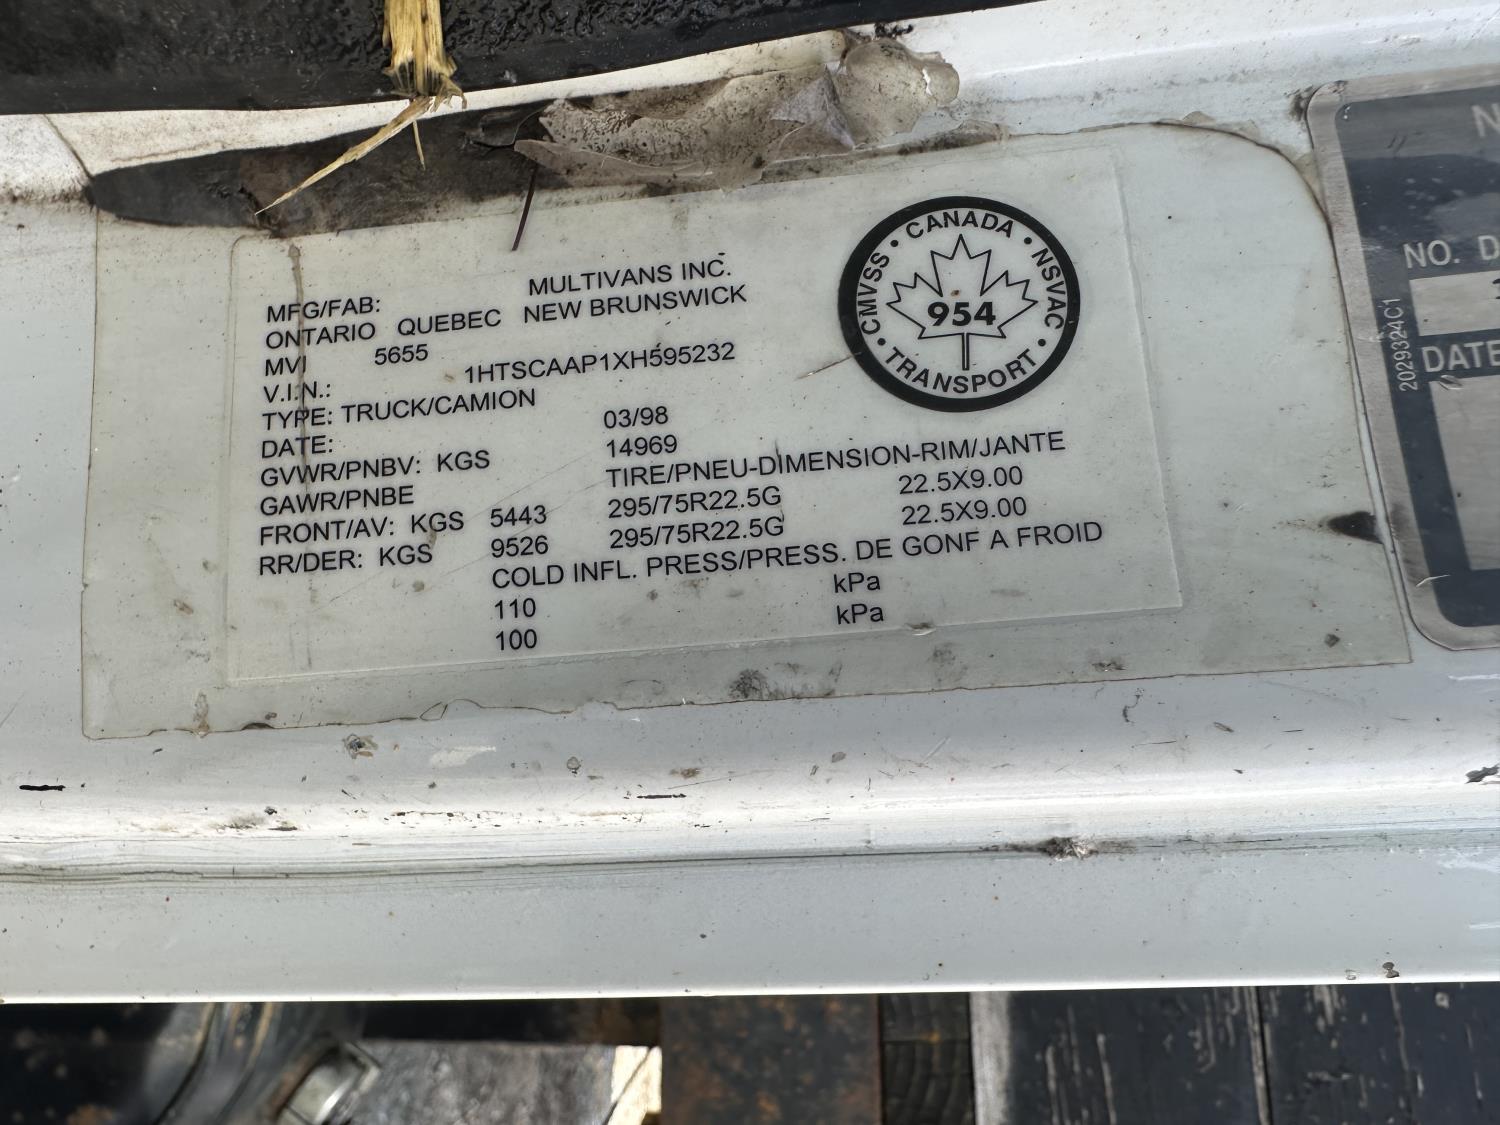 MFG/FAB: MULTIVANS INC.
ONTARIO QUEBEC NEW BRUNSWICK
MVI 5655
V.I.N.: 1HTSCAAP1XH595232
TYPE: TRUCK/CAMION
DATE: 03/98
GVWR/PNBV: KGS 14969
GAWR/PNBE TIRE/PNEU-DIMENSION-RIM/JANTE
FRONT/AV: KGS 5443 295/75R22.5G 22.5X9.00
RR/DER: KGS 9526 295/75R22.5G 22.5X9.00
COLD INFL. PRESS/PRESS. DE GONF A FROID
110 kPa
100 kPa
CMVSS • CANADA • NSVAC • TRANSPORT •
954
NO. D
DATE
2029324C1